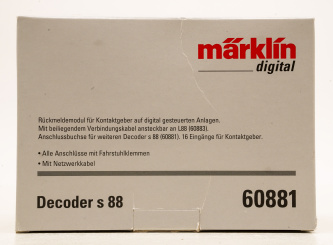 märklin
digital
Rückmeldemodul für Kontaktgeber auf digital gesteuerten Anlagen.
Mit beiliegendem Verbindungskabel ansteckbar an L88 (60883).
Anschlussbuchse für weiteren Decoder s 88 (60881). 16 Eingänge für Kontaktgeber.
• Alle Anschlüsse mit Fahrstuhlklemmen
• Mit Netzwerkkabel
Decoder s 88
60881